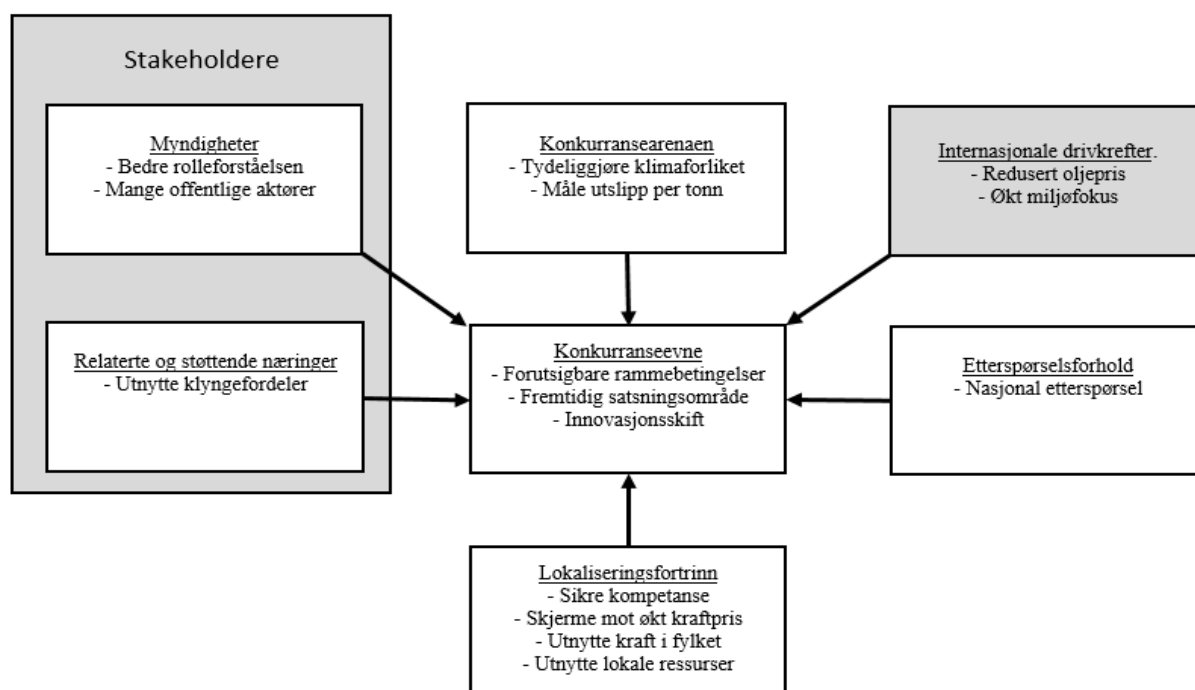 Stakeholdere
Myndigheter
- Bedre rolleforståelsen
- Mange offentlige aktører
Konkurransearenaen
- Tydeliggjøre klimaforliket
- Måle utslipp per tonn
Internasjonale drivkrefter.
- Redusert oljepris
- Økt miljøfokus
Relaterte og støttende næringer
- Utnytte klyngefordeler
Konkurranseevne
- Forutsigbare rammebetingelser
- Fremtidig satsningsområde
- Innovasjonsskift
Etterspørselsforhold
- Nasjonal etterspørsel
Lokaliseringsfortrinn
- Sikre kompetanse
- Skjerme mot økt kraftpris
- Utnytte kraft i fylket
- Utnytte lokale ressurser